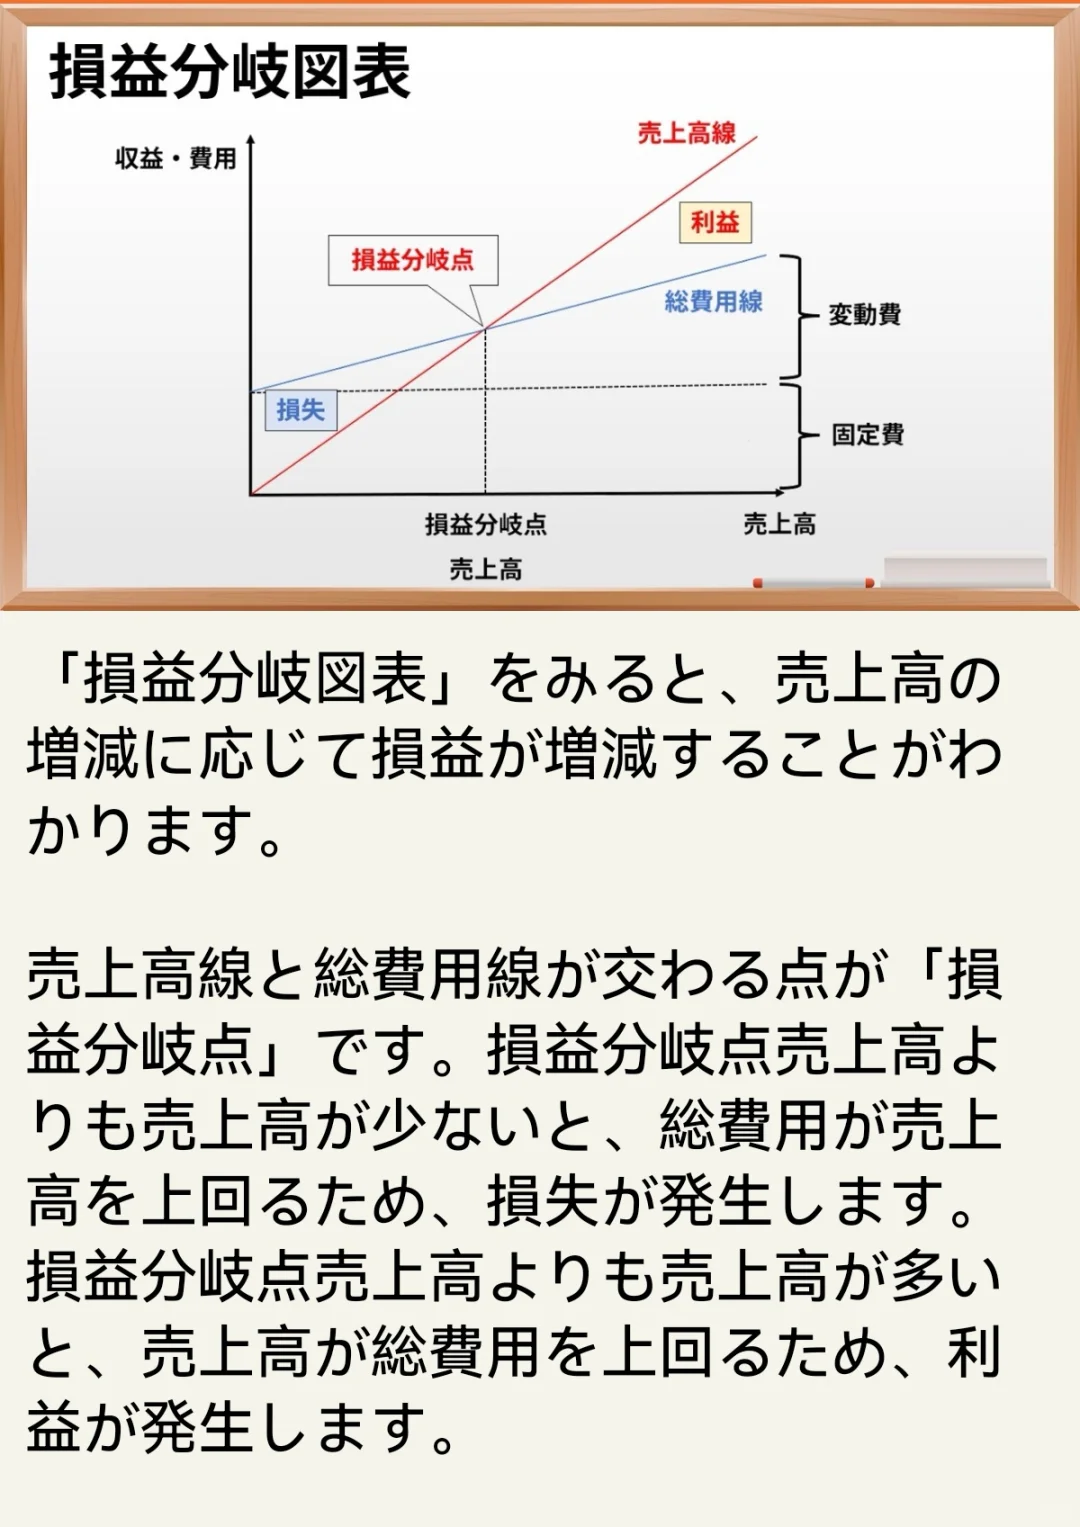 損益分岐図表
収益・費用
売上高線
利益
損益分岐点
総費用線
変動費
損失
固定費
損益分岐点
売上高
売上高
「損益分岐図表」をみると、売上高の
増減に応じて損益が増減することがわ
かります。
売上高線と総費用線が交わる点が「損
益分岐点」です。損益分岐点売上高よ
りも売上高が少ないと、総費用が売上
高を上回るため、損失が発生します。
損益分岐点売上高よりも売上高が多い
と、売上高が総費用を上回るため、利
益が発生します。